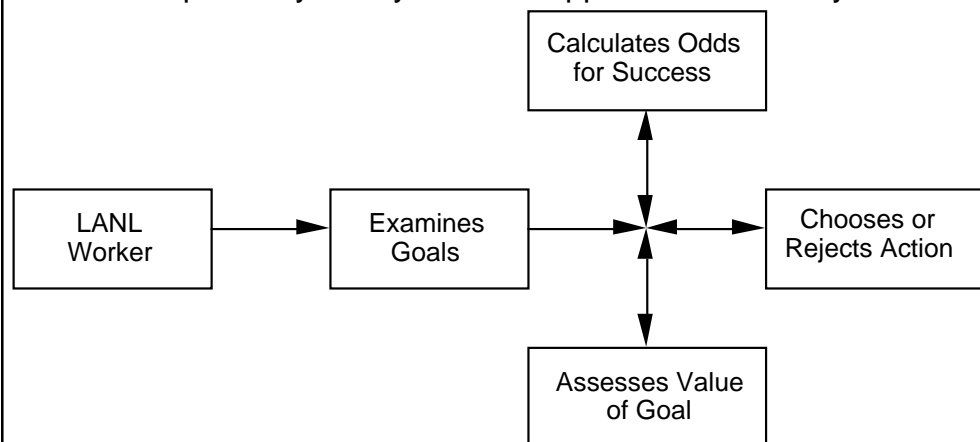 Calculates Odds
for Success
LANL
Worker
Examines
Goals
Chooses or
Rejects Action
Assesses Value
of Goal